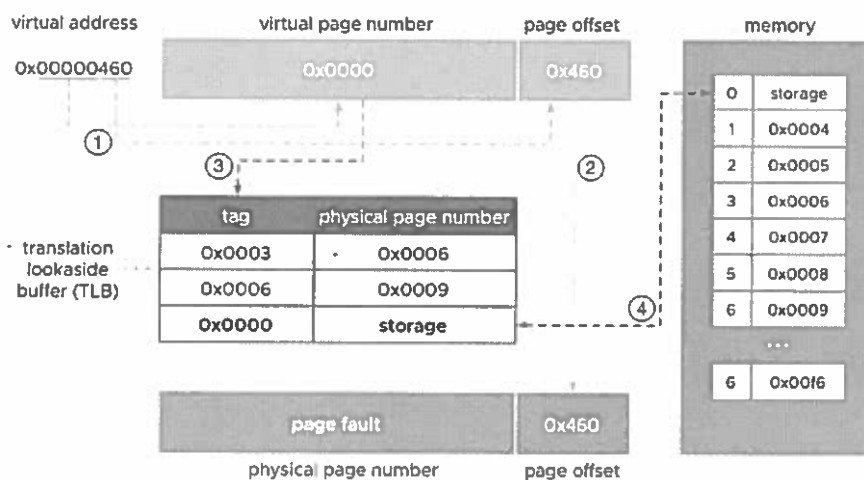 virtual address
virtual page number
page offset
memory
0x00000460
0x0000
0x460
0
storage
1
0x0004
2
0x0005
3
0x0006
4
0x0007
5
0x0008
6
0x0009
...
6
0x00f6
1
2
3
4
tag
physical page number
0x0003
0x0006
0x0006
0x0009
0x0000
storage
translation
lookaside
buffer (TLB)
page fault
0x460
physical page number
page offset